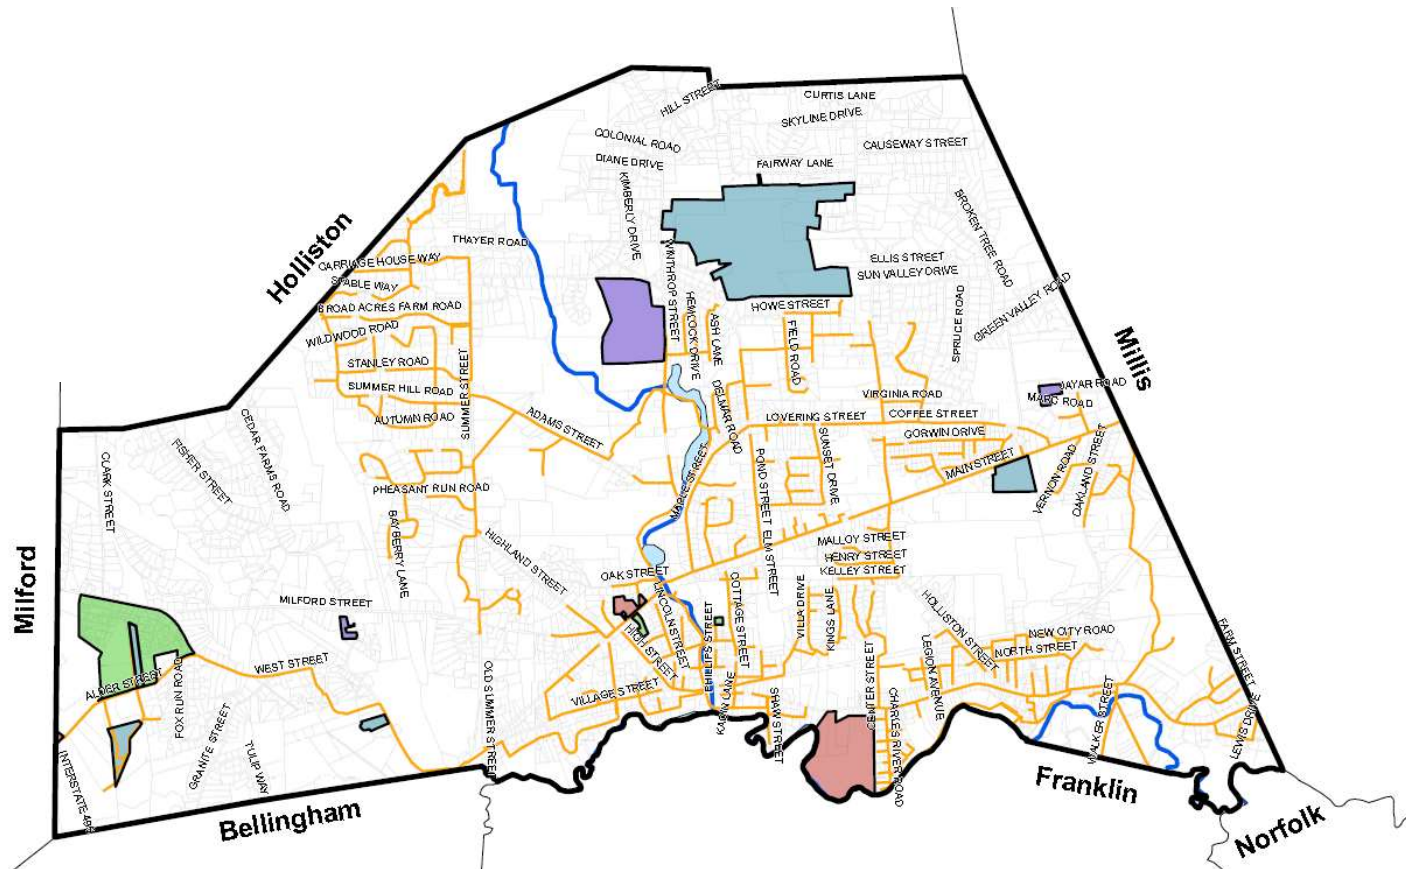 HILL STREET
CURTIS LANE
SKYLINE DRIVE
COLONIAL ROAD
CAUSEWAY STREET
DIANE DRIVE
FAIRWAY LANE
KIMBERLY DRIVE
BROKEN TREE ROAD
Holliston
THAYER ROAD
WINTHROP STREET
CARRIAGE HOUSE WAY
ELLIS STREET
SUN VALLEY DRIVE
STABLE WAY
GREEN VALLEY ROAD
BROAD ACRES FARM ROAD
HEMLOCK DRIVE
ASH LANE
HOWE STREET
FIELD ROAD
SPRUCE ROAD
WILDWOOD ROAD
Millis
STANLEY ROAD
SUMMER STREET
SUMMER HILL ROAD
DELMAR ROAD
VIRGINIA ROAD
JAYAR ROAD
MARC ROAD
AUTUMN ROAD
ADAMS STREET
LOVERING STREET
COFFEE STREET
GORWIN DRIVE
CEDAR FARMS ROAD
FISHER STREET
CLARK STREET
SUNSET DRIVE
POND STREET
MAPLE STREET
MAIN STREET
VERNON ROAD
OAKLAND STREET
PHEASANT RUN ROAD
BAYBERRY LANE
HIGHLAND STREET
ELM STREET
MALLOY STREET
HENRY STREET
KELLEY STREET
Milford
OAK STREET
LINCOLN STREET
COTTAGE STREET
VILLA DRIVE
KINGS LANE
HOLLISTON STREET
MILFORD STREET
PHILLIPS STREET
HIGH STREET
NEW CITY ROAD
NORTH STREET
FARM STREET
WEST STREET
OLD SUMMER STREET
LEGION AVENUE
CENTER STREET
ALDER STREET
FOX RUN ROAD
VILLAGE STREET
KARIN LANE
SHAW STREET
CHARLES RIVER ROAD
WALKER STREET
LEWIS DRIVE
GRANITE STREET
TULIP WAY
INTERSTATE 495
Bellingham
Franklin
Norfolk